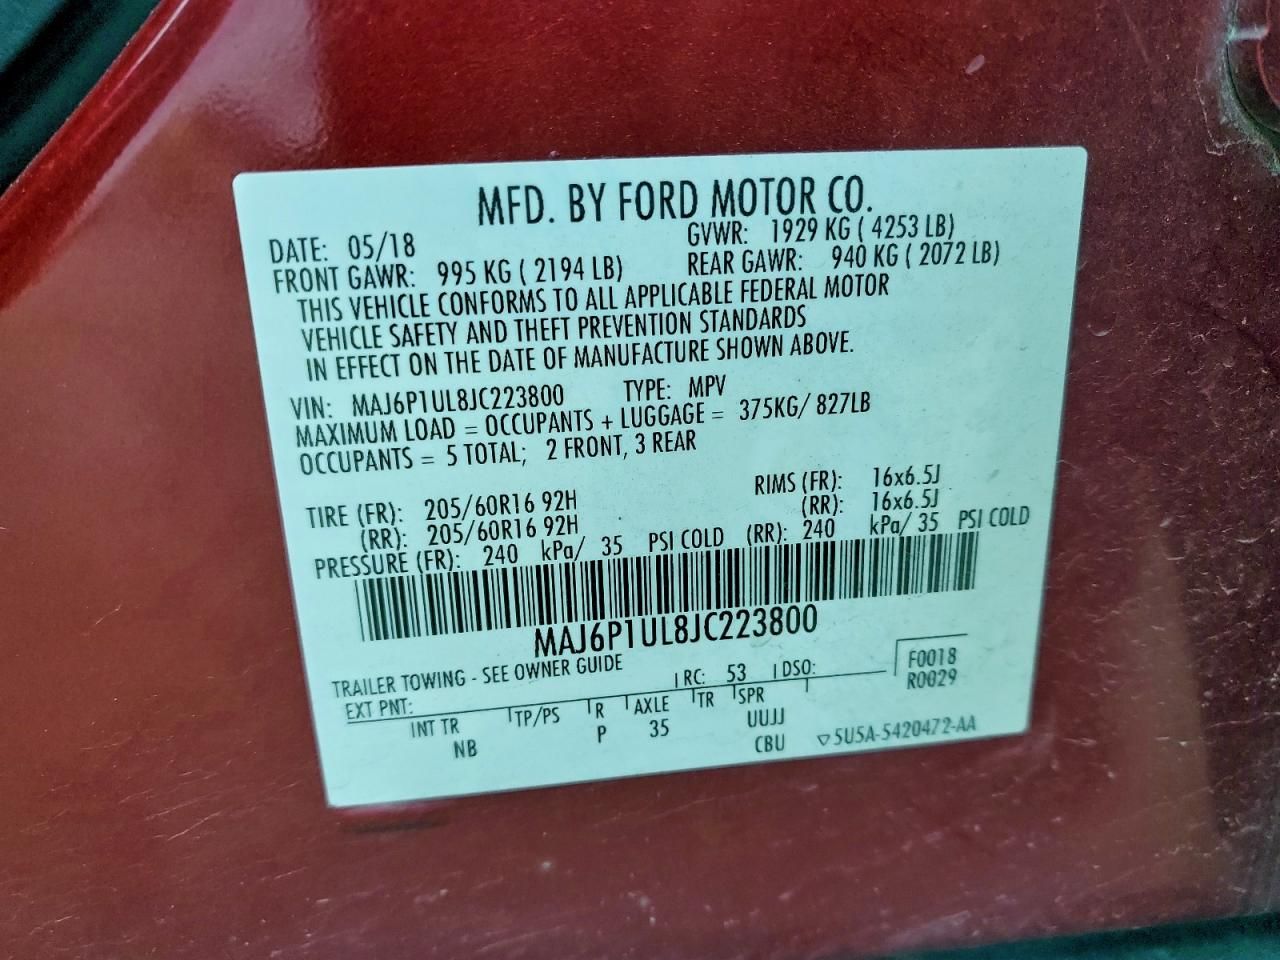 MFD. BY FORD MOTOR CO.
DATE: 05/18 GVWR: 1929 KG ( 4253 LB)
FRONT GAWR: 995 KG ( 2194 LB) REAR GAWR: 940 KG ( 2072 LB)
THIS VEHICLE CONFORMS TO ALL APPLICABLE FEDERAL MOTOR
VEHICLE SAFETY AND THEFT PREVENTION STANDARDS
IN EFFECT ON THE DATE OF MANUFACTURE SHOWN ABOVE.
VIN: MAJ6P1UL8JC223800 TYPE: MPV
MAXIMUM LOAD = OCCUPANTS + LUGGAGE = 375KG/ 827LB
OCCUPANTS = 5 TOTAL; 2 FRONT, 3 REAR
TIRE (FR): 205/60R16 92H RIMS (FR): 16x6.5J
(RR): 205/60R16 92H (RR): 16x6.5J
PRESSURE (FR): 240 kPa/ 35 PSI COLD (RR): 240 kPa/ 35 PSI COLD
MAJ6P1UL8JC223800
TRAILER TOWING - SEE OWNER GUIDE
EXT PNT: RC: 53 DSO: F0018
R0029
INT TR TP/PS R AXLE TR SPR
NB P 35 UUJJ
CBU ▽5U5A-5420472-AA